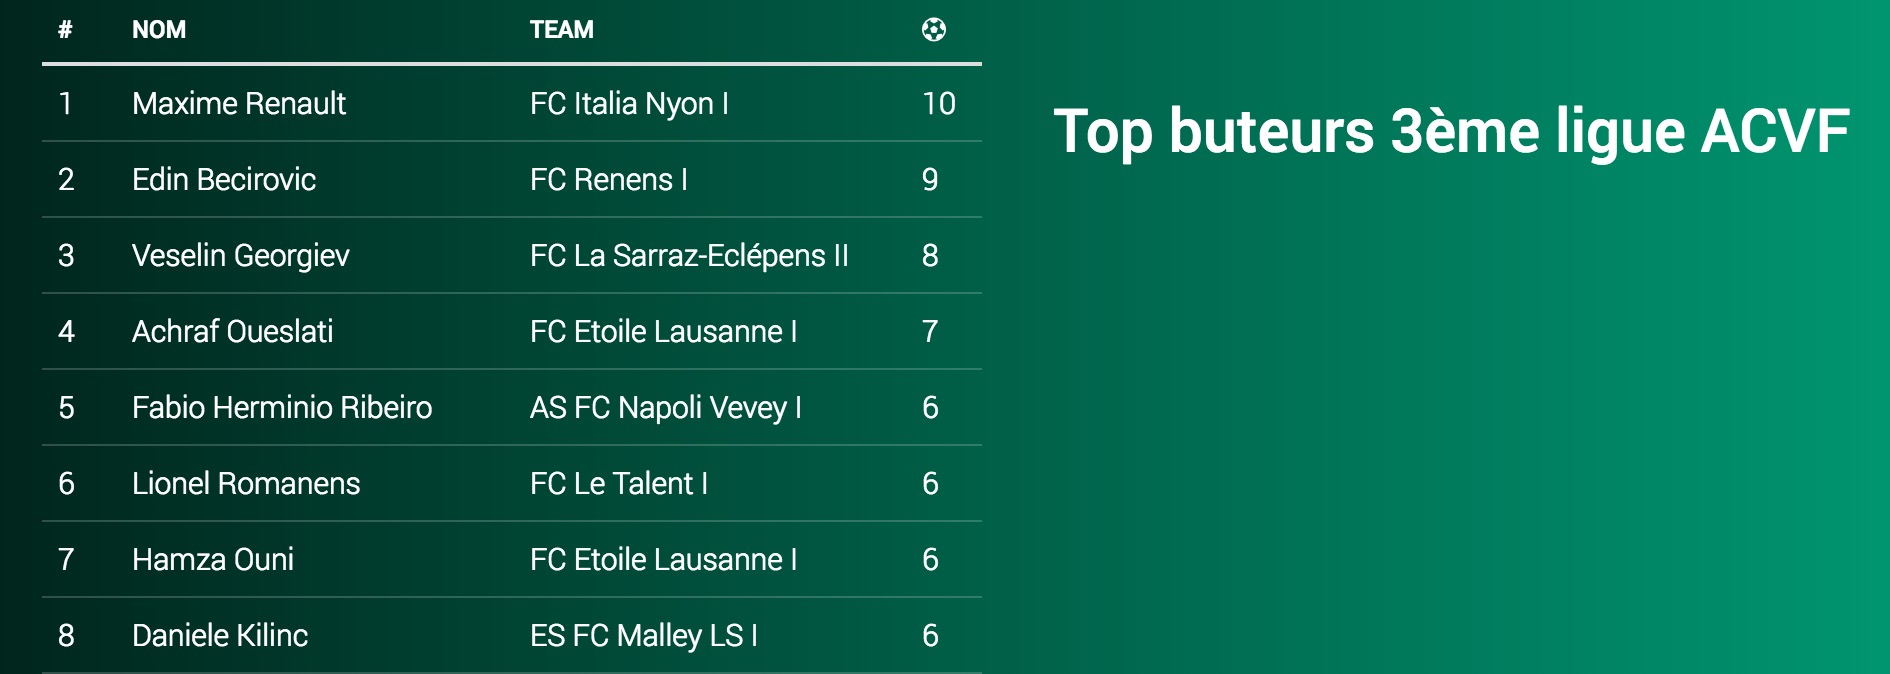 # NOM TEAM
1 Maxime Renault FC Italia Nyon I 10
2 Edin Becirovic FC Renens I 9
3 Veselin Georgiev FC La Sarraz-Eclépens II 8
4 Achraf Oueslati FC Etoile Lausanne I 7
5 Fabio Herminio Ribeiro AS FC Napoli Vevey I 6
6 Lionel Romanens FC Le Talent I 6
7 Hamza Ouni FC Etoile Lausanne I 6
8 Daniele Kilinc ES FC Malley LS I 6
Top buteurs 3ème ligue ACVF